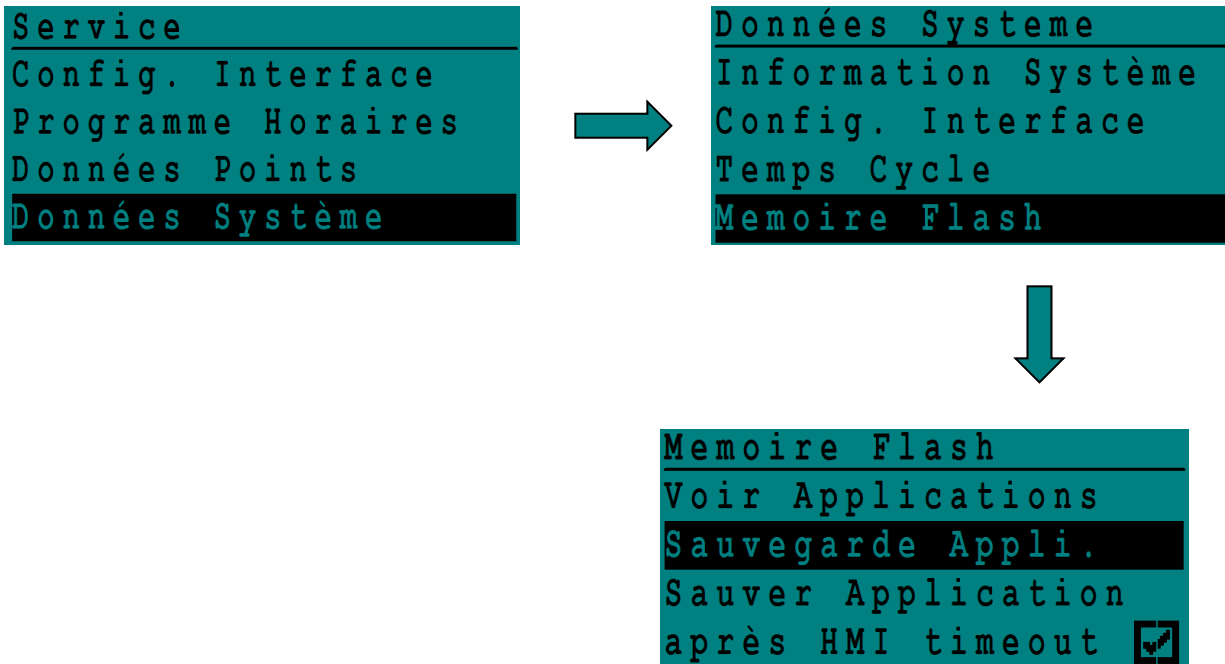 Service
Config. Interface
Programme Horaires
Données Points
Données Système
Données Systeme
Information Système
Config. Interface
Temps Cycle
Memoire Flash
Memoire Flash
Voir Applications
Sauvegarde Appli.
Sauver Application
après HMI timeout